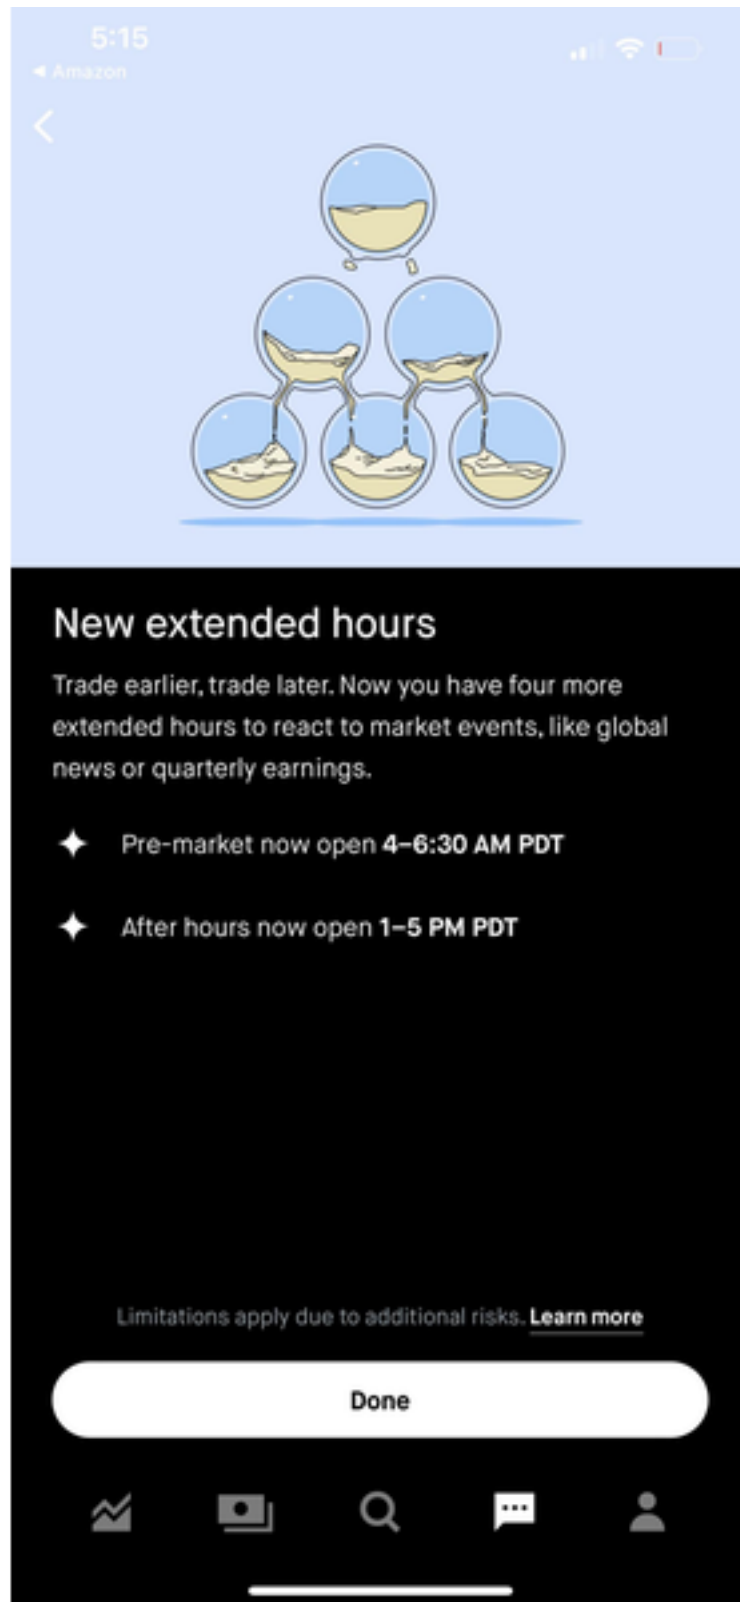 5:15
◀ Amazon
New extended hours
Trade earlier, trade later. Now you have four more
extended hours to react to market events, like global
news or quarterly earnings.
Pre-market now open 4–6:30 AM PDT
After hours now open 1–5 PM PDT
Limitations apply due to additional risks. Learn more
Done